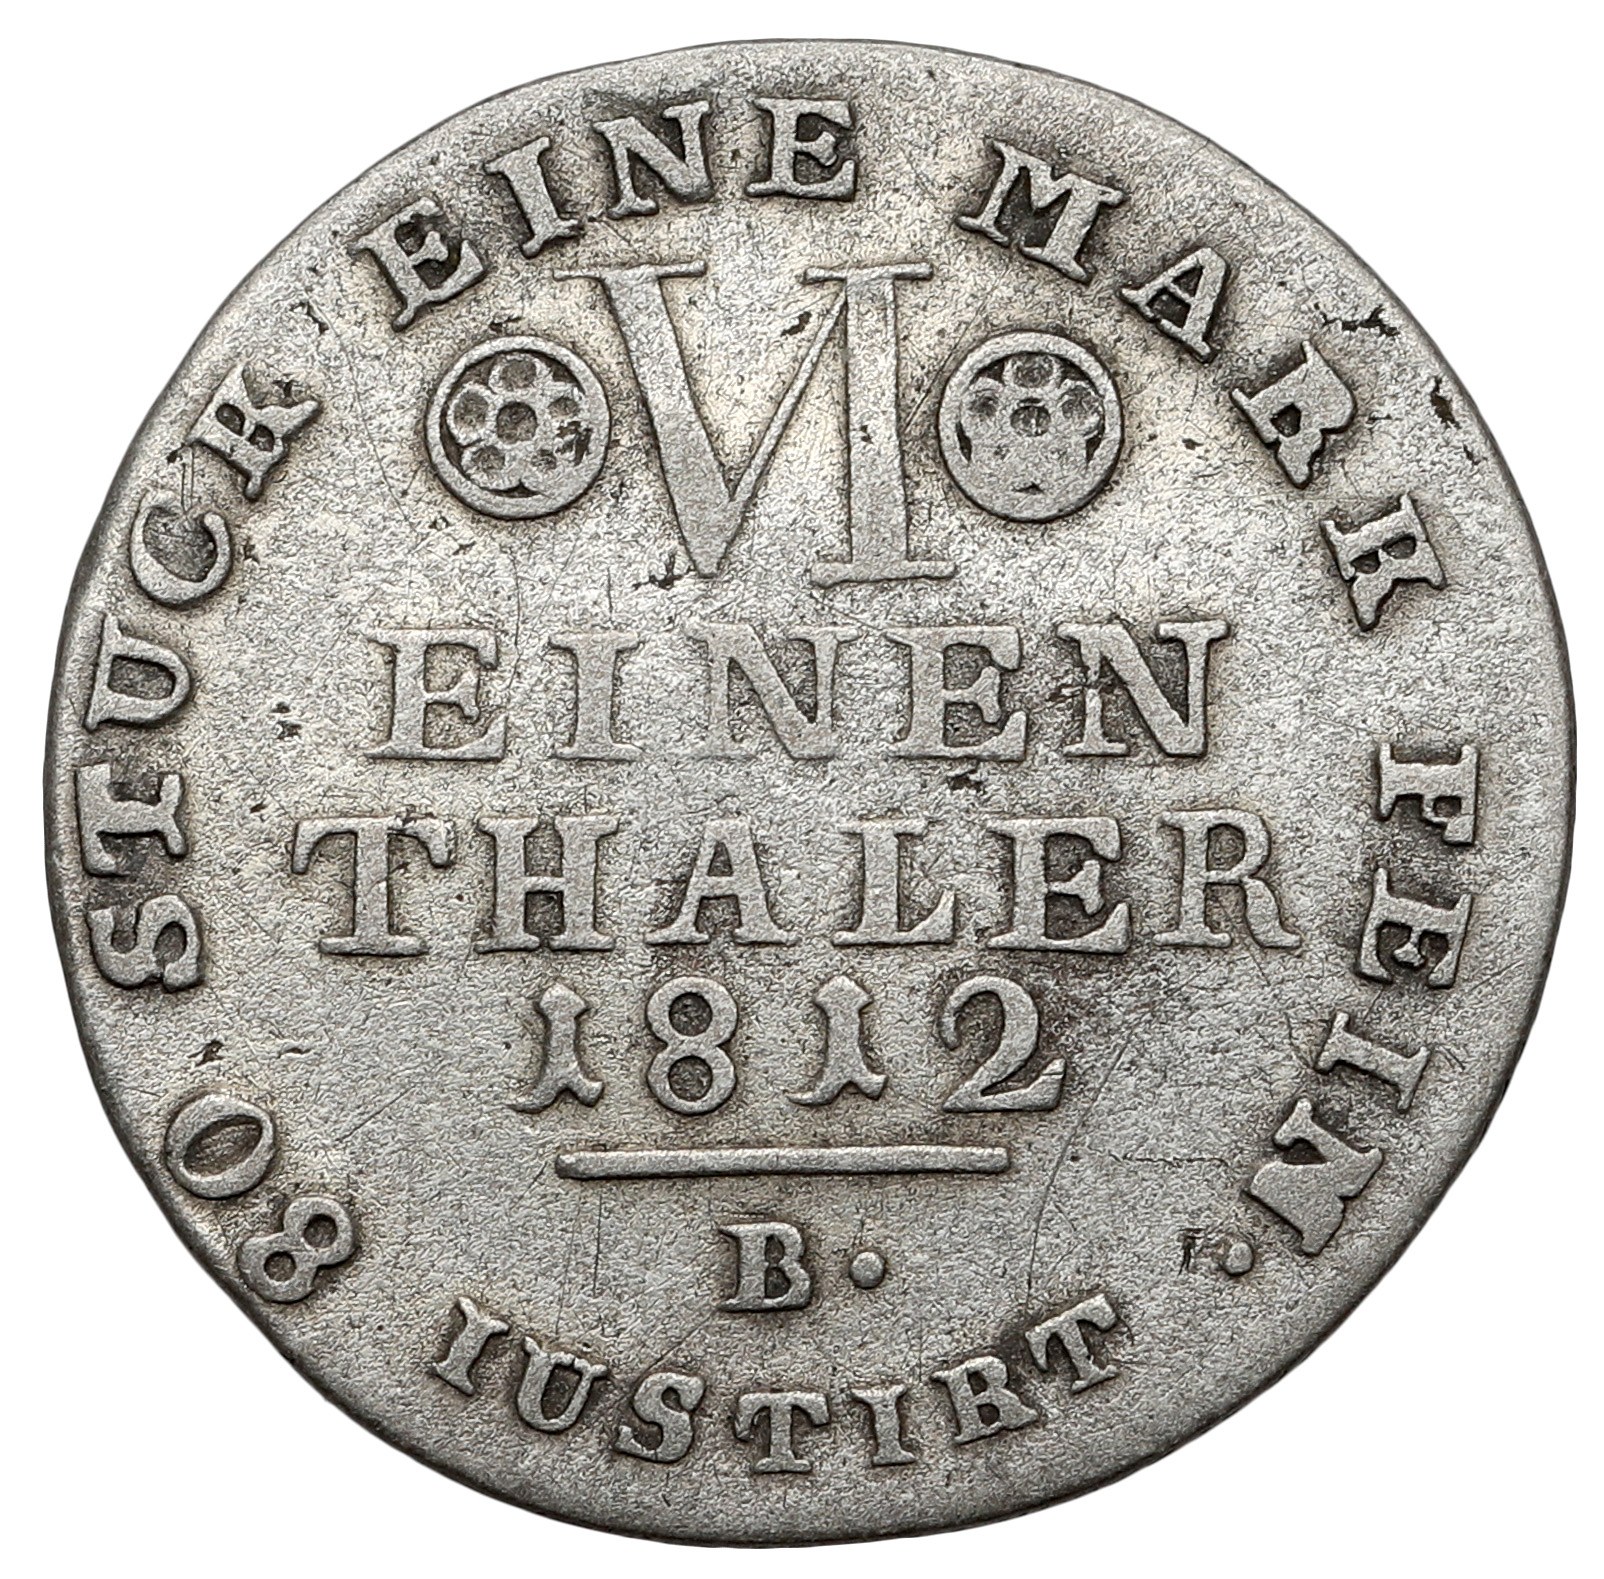 80 STUCK EINE MARK FEIN.
VI
EINEN
THALER
1812
B.
IUSTIRT